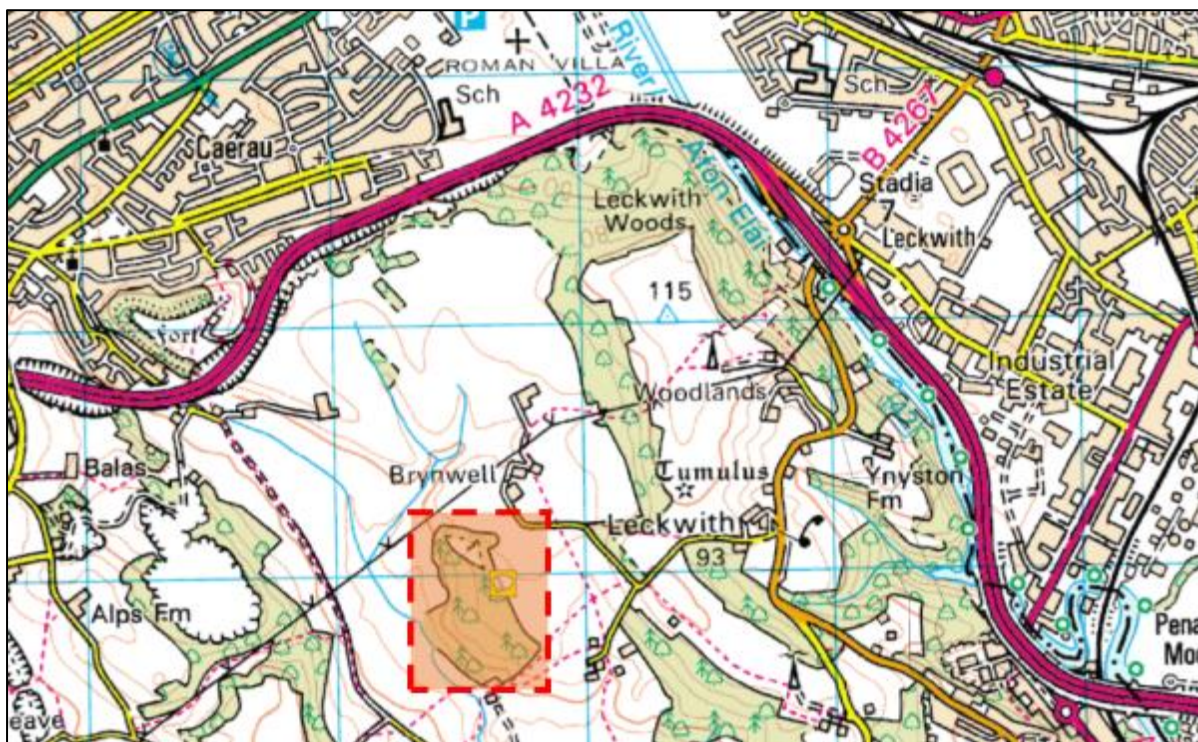 P
ROMAN VILLA
River
Sch
A 4232
Sch
B 4267
Caerau
Afon Elái
Stadia
7
Leckwith
Leckwith
Woods
115
fort
Industrial
Estate
Woodlands
Balas
Brynwell
Tumulus
Ynyston
Fm
Leckwith
93
Alps Fm
Pena
Moo
eave